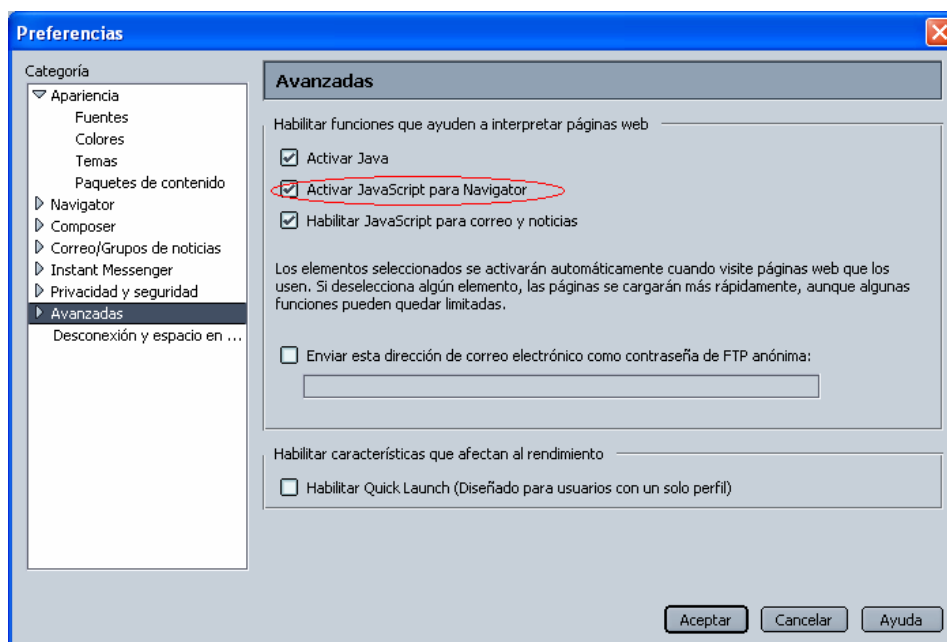 Preferencias
Categoría
Apariencia
Fuentes
Colores
Temas
Paquetes de contenido
Navigator
Composer
Correo/Grupos de noticias
Instant Messenger
Privacidad y seguridad
Avanzadas
Desconexión y espacio en ...
Avanzadas
Habilitar funciones que ayuden a interpretar páginas web
Activar Java
Activar JavaScript para Navigator
Habilitar JavaScript para correo y noticias
Los elementos seleccionados se activarán automáticamente cuando visite páginas web que los
usen. Si deselecciona algún elemento, las páginas se cargarán más rápidamente, aunque algunas
funciones pueden quedar limitadas.
Enviar esta dirección de correo electrónico como contraseña de FTP anónima:
Habilitar características que afectan al rendimiento
Habilitar Quick Launch (Diseñado para usuarios con un solo perfil)
Aceptar
Cancelar
Ayuda